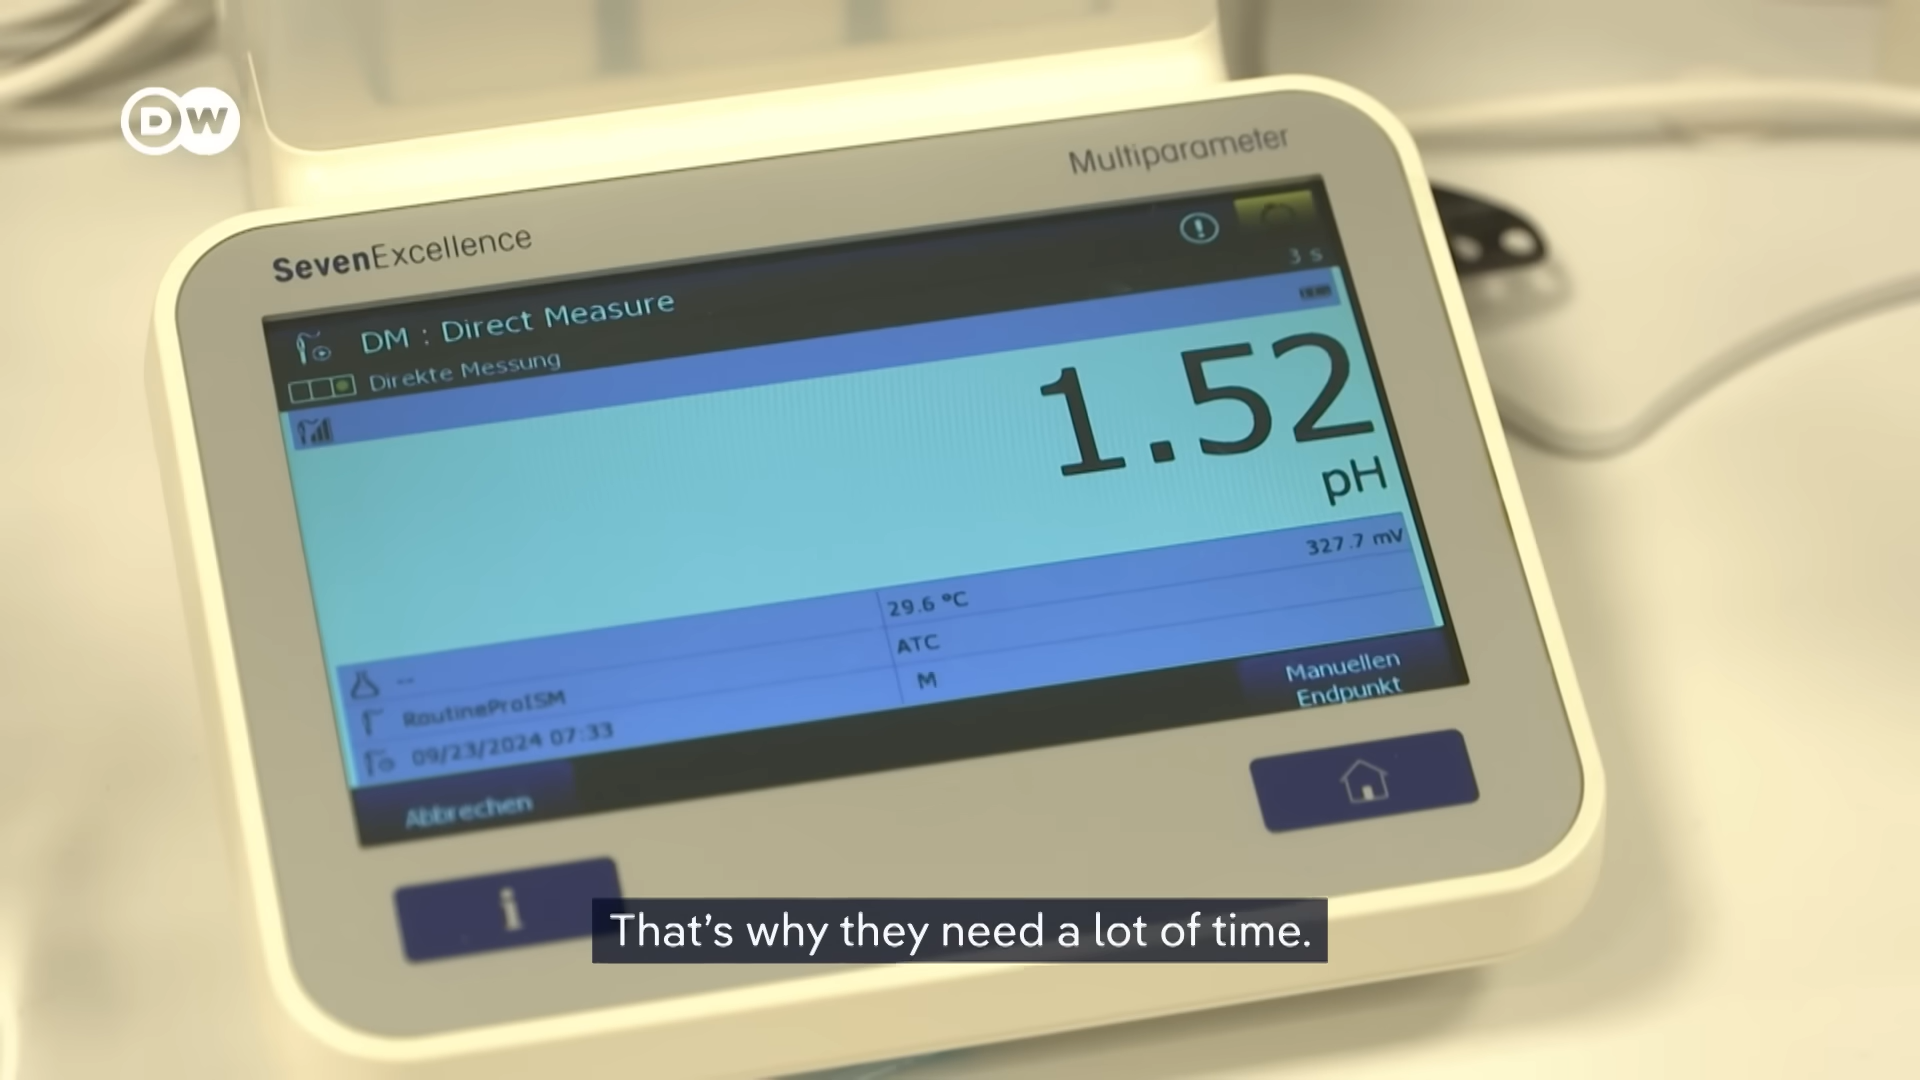 DW
Multiparameter
SevenExcellence
3 s
DM : Direct Measure
Direkte Messung
1.52
pH
327.7 mV
29.6 °C
--
ATC
RoutineProISM
M
09/23/2024 07:33
Manuellen
Endpunkt
Abbrechen
i
That's why they need a lot of time.